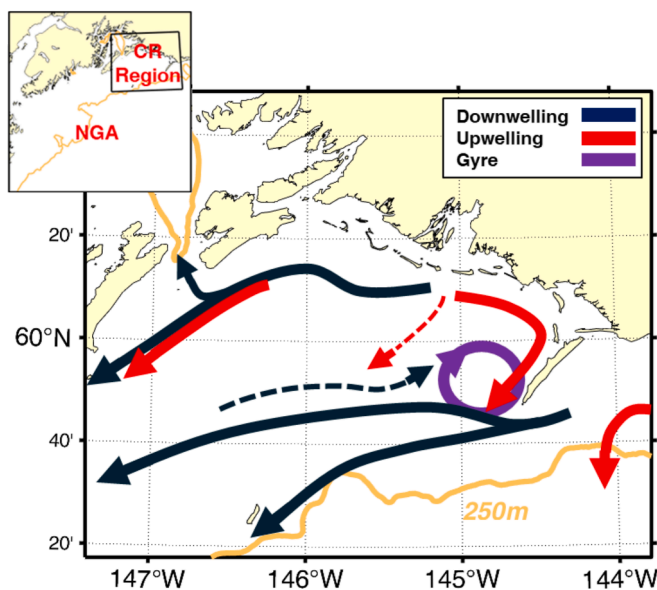 CR
Region
NGA
Downwelling
Upwelling
Gyre
20'
60°N
40'
20'
250m
147°W
146°W
145°W
144°W